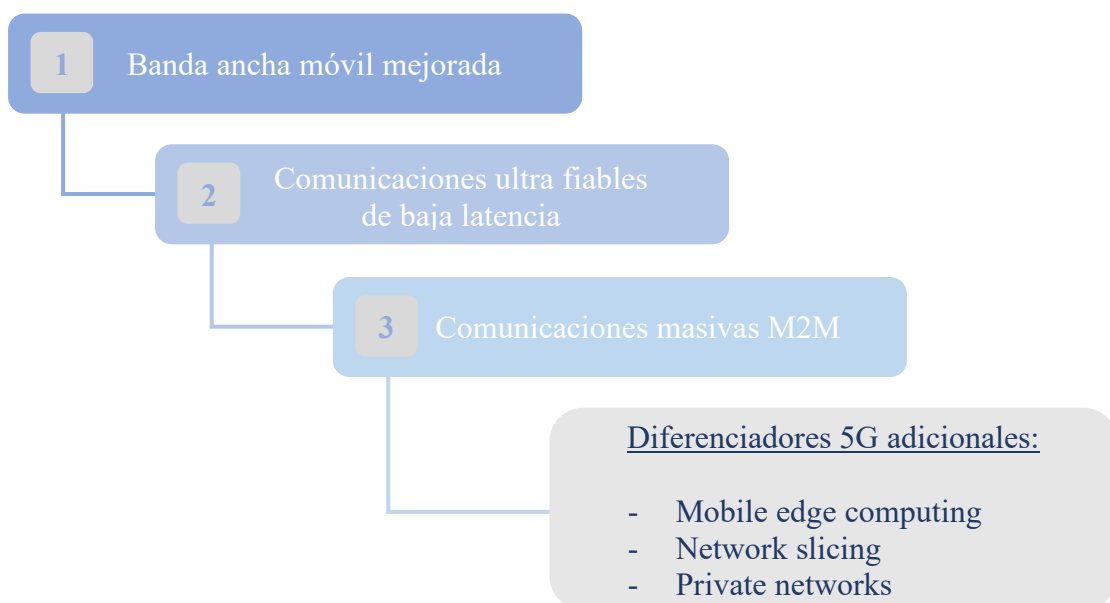 1 Banda ancha móvil mejorada
2 Comunicaciones ultra fiables
de baja latencia
3 Comunicaciones masivas M2M
Diferenciadores 5G adicionales:
- Mobile edge computing
- Network slicing
- Private networks